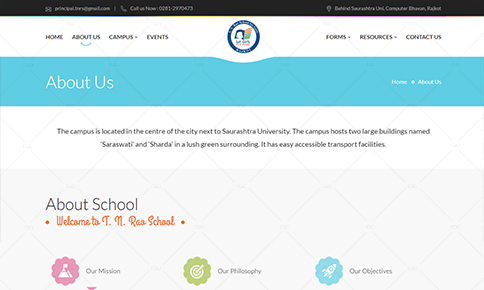 principal.tnrs@gmail.com | Call us Now : 0281-2970473 Behind Saurashtra Uni, Computer Bhavan, Rajkot
HOME ABOUT US CAMPUS EVENTS FORMS RESOURCES CONTACT US
About Us Home About Us
The campus is located in the centre of the city next to Saurashtra University. The campus hosts two large buildings named
‘Saraswati’ and ‘Sharda’ in a lush green surrounding. It has easy accessible transport facilities.
About School
• Welcome to T. N. Rao School •
Our Mission Our Philosophy Our Objectives